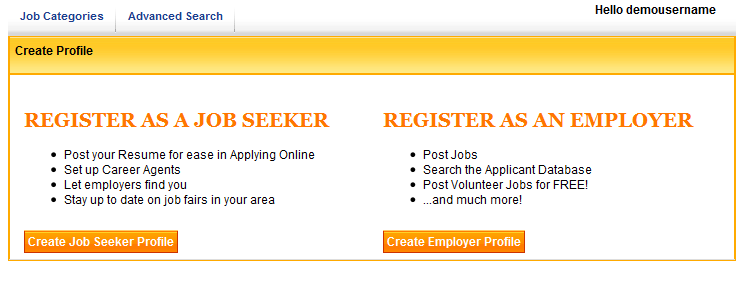 Job Categories
Advanced Search
Hello demousername
Create Profile
REGISTER AS A JOB SEEKER
Post your Resume for ease in Applying Online
Set up Career Agents
Let employers find you
Stay up to date on job fairs in your area
Create Job Seeker Profile
REGISTER AS AN EMPLOYER
Post Jobs
Search the Applicant Database
Post Volunteer Jobs for FREE!
...and much more!
Create Employer Profile